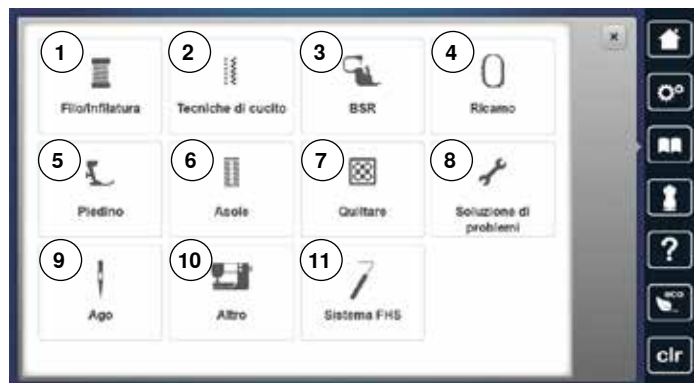 1
2
3
4
Filo/Infilatura
Tecniche di cucito
BSR
Ricamo
5
6
7
8
Piedino
Asole
Quiltare
Soluzione di
problemi
9
10
11
Ago
Altro
Sistema FHS
x
?
eco
clr